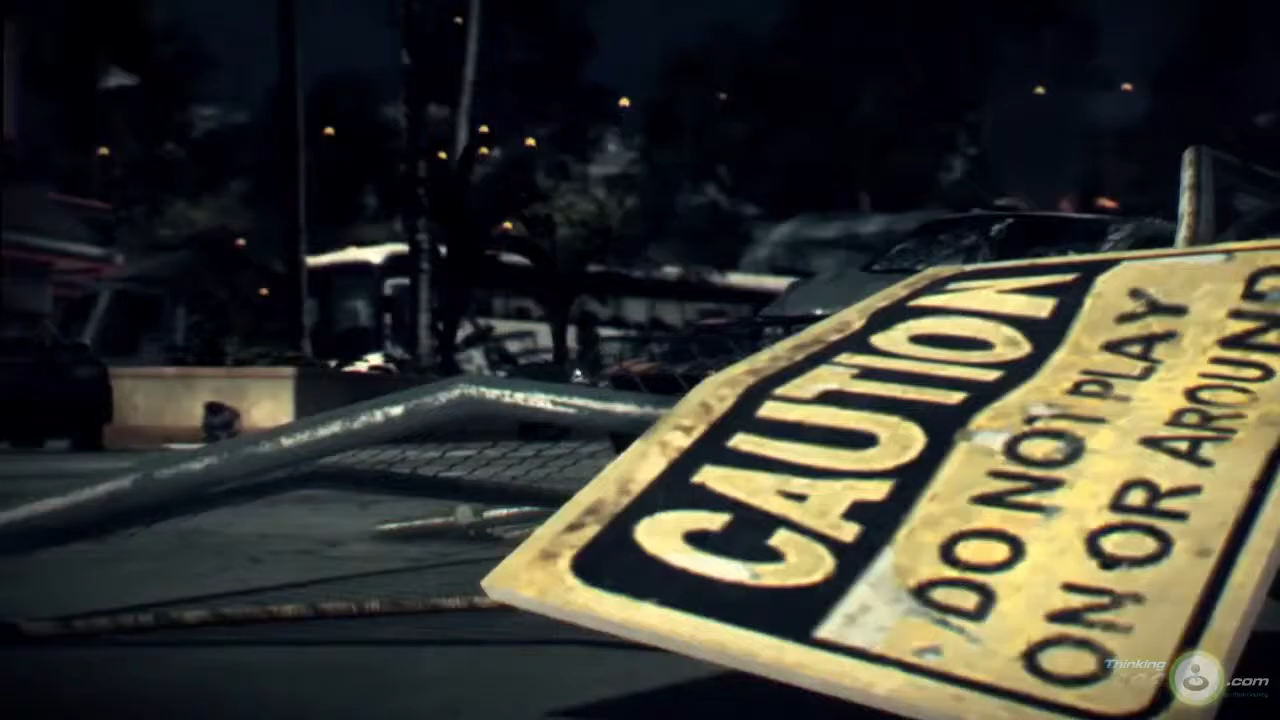 CAUTION
DO NOT PLAY
ON OR AROUND
Thinking
.com